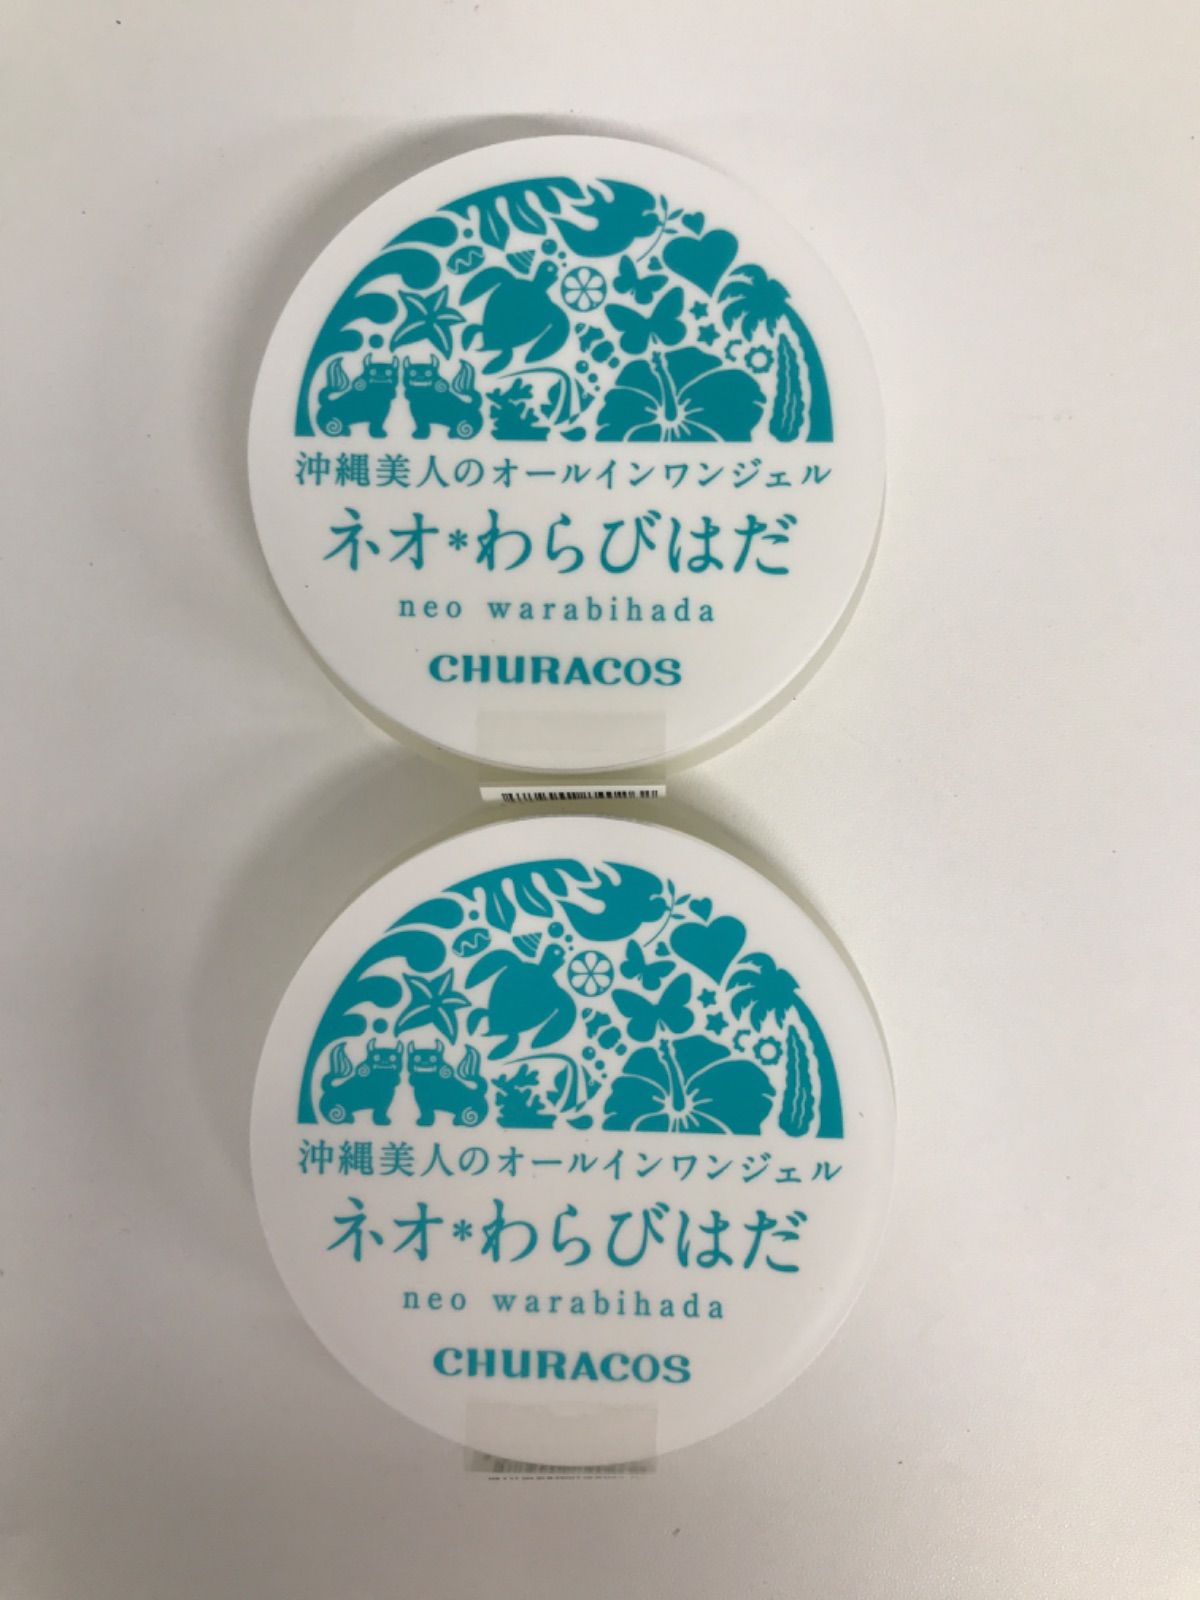 沖縄美人のオールインワンジェル
ネオ*わらびはだ
neo warabihada
CHURACOS
沖縄美人のオールインワンジェル
ネオ*わらびはだ
neo warabihada
CHURACOS